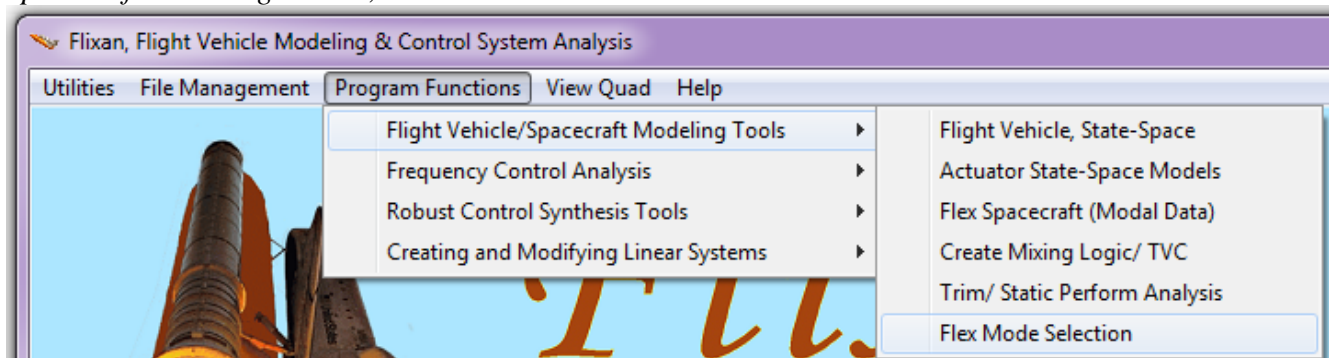 Flixan, Flight Vehicle Modeling & Control System Analysis
Utilities File Management Program Functions View Quad Help
Flight Vehicle/Spacecraft Modeling Tools
Frequency Control Analysis
Robust Control Synthesis Tools
Creating and Modifying Linear Systems
Flight Vehicle, State-Space
Actuator State-Space Models
Flex Spacecraft (Modal Data)
Create Mixing Logic/ TVC
Trim/ Static Perform Analysis
Flex Mode Selection